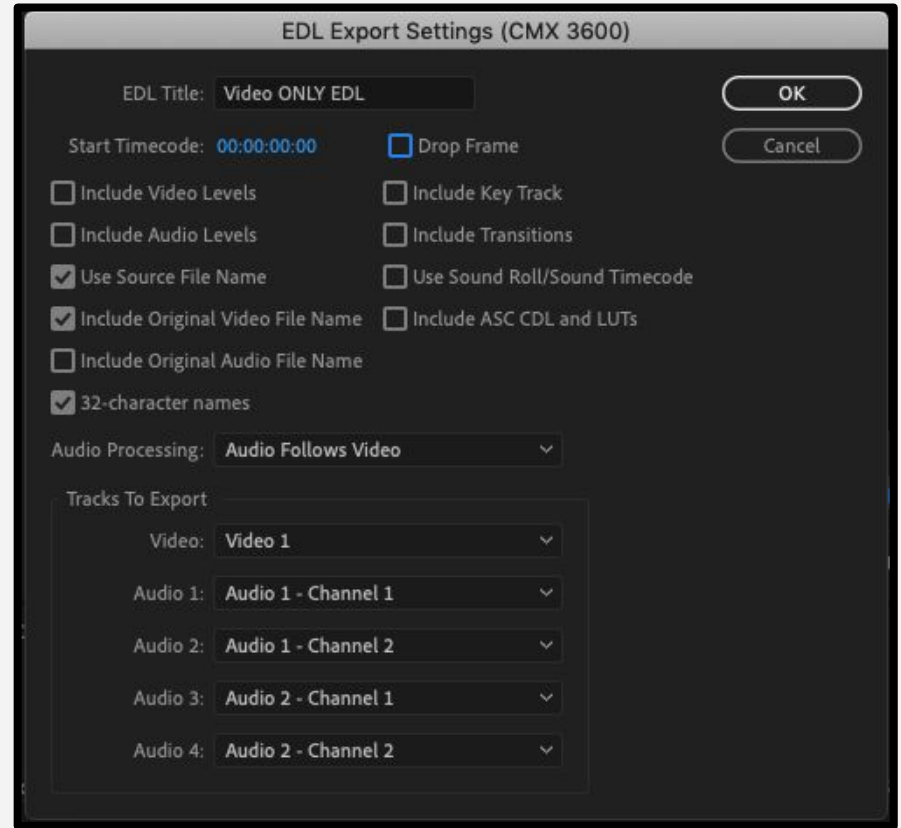 EDL Export Settings (CMX 3600)
EDL Title: Video ONLY EDL
OK
Start Timecode: 00:00:00:00 Drop Frame
Cancel
Include Video Levels Include Key Track
Include Audio Levels Include Transitions
Use Source File Name Use Sound Roll/Sound Timecode
Include Original Video File Name Include ASC CDL and LUTs
Include Original Audio File Name
32-character names
Audio Processing: Audio Follows Video
Tracks To Export
Video: Video 1
Audio 1: Audio 1 - Channel 1
Audio 2: Audio 1 - Channel 2
Audio 3: Audio 2 - Channel 1
Audio 4: Audio 2 - Channel 2